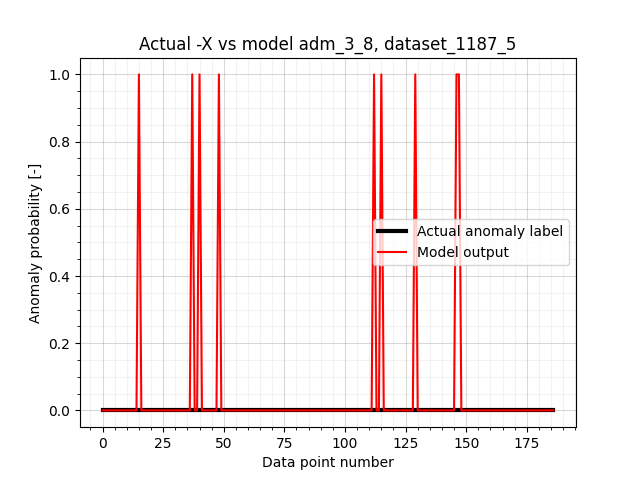 Actual -X vs model adm_3_8, dataset_1187_5
1.0
0.8
0.6
0.4
0.2
0.0
Anomaly probability [-]
Actual anomaly label
Model output
0 25 50 75 100 125 150 175
Data point number